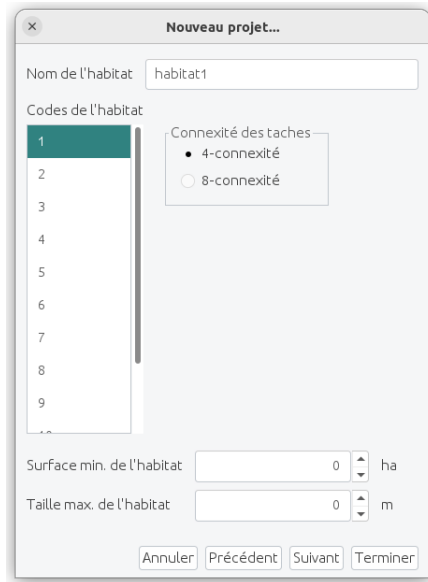 Nouveau projet...
Nom de l'habitat habitat1
Codes de l'habitat
Connexité des taches
1
4-connexité
2
8-connexité
3
4
5
6
7
8
9
Surface min. de l'habitat 0 ha
Taille max. de l'habitat 0 m
Annuler Précédent Suivant Terminer